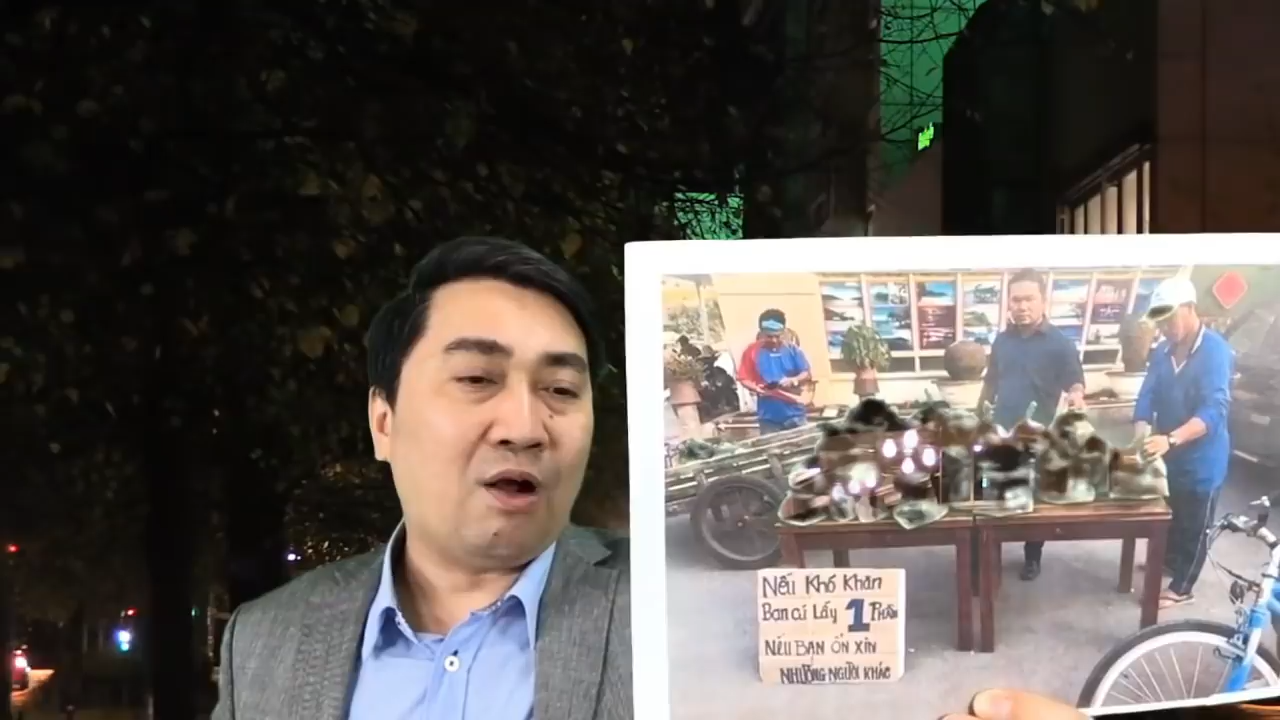 Nếu Khó Khăn
Bạn cứ Lấy 1 Phần
Nếu BẠN ỔN XIN
NHƯỜNG NGƯỜI KHÁC